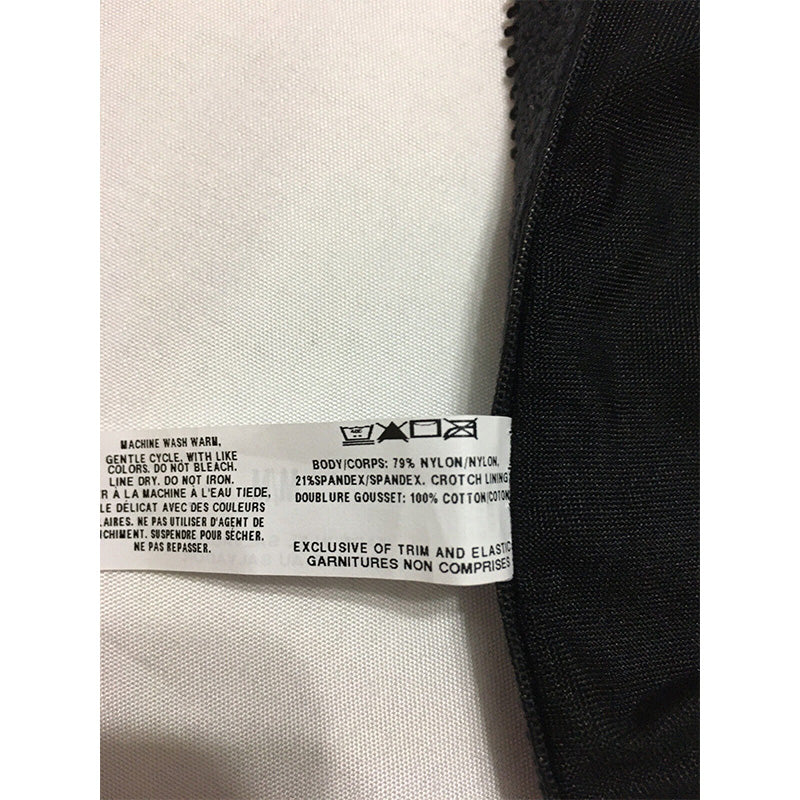 MACHINE WASH WARM,
GENTLE CYCLE, WITH LIKE
COLORS. DO NOT BLEACH.
LINE DRY. DO NOT IRON.
R À LA MACHINE À L'EAU TIEDE,
LE DÉLICAT AVEC DES COULEURS
AIRES. NE PAS UTILISER D'AGENT DE
CHIMENT. SUSPENDRE POUR SÉCHER.
NE PAS REPASSER.
BODY/CORPS: 79% NYLON/NYLON,
21%SPANDEX/SPANDEX. CROTCH LINING
DOUBLURE GOUSSET: 100% COTTON/COTON
EXCLUSIVE OF TRIM AND ELASTIC
GARNITURES NON COMPRISES